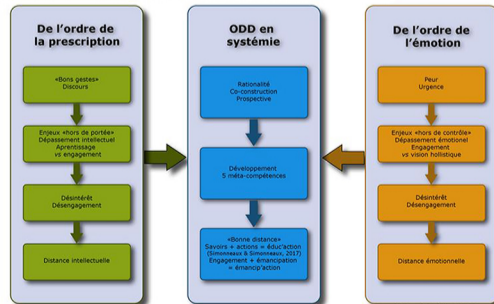 De l'ordre de
la prescription
«Bons gestes»
Discours
Enjeux «hors de portée»
Dépassement intellectuel
Apprentissage
vs engagement
Désintérêt
Désengagement
Distance intellectuelle
ODD en
systémie
Rationalité
Co-construction
Prospective
Développement
5 méta-compétences
«Bonne distance»
Savoirs + actions = éduc'action
(Simonneaux & Simonneaux, 2017)
Engagement + émancipation
= émancip'action
De l'ordre de
l'émotion
Peur
Urgence
Enjeux «hors de contrôle»
Dépassement émotionel
Engagement
vs vision hollistique
Désintérêt
Désengagement
Distance émotionnelle